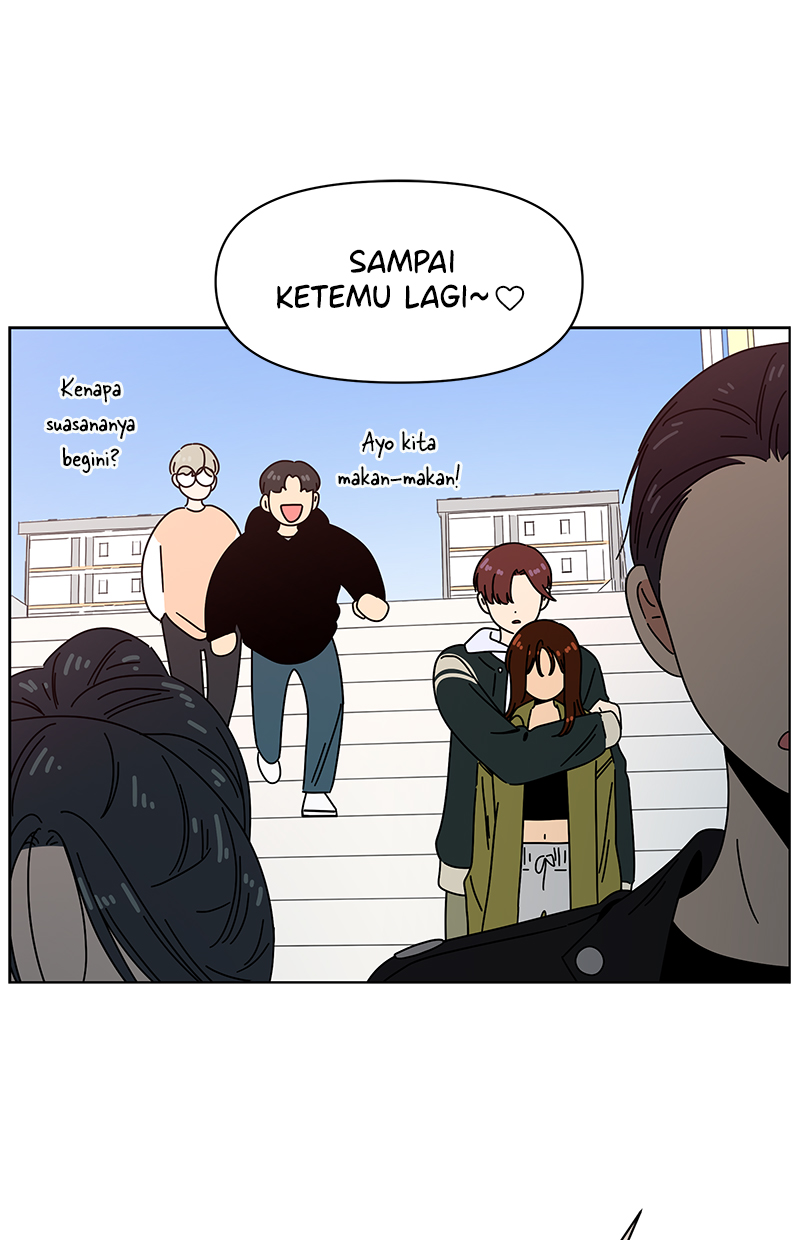 SAMPAI
KETEMU LAGI~♡
Kenapa
suasananya
begini?
Ayo kita
makan-makan!